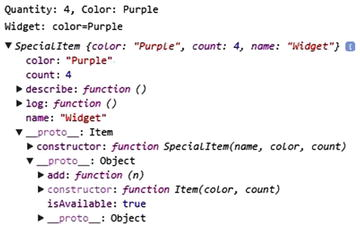 Quantity: 4, Color: Purple
Widget: color=Purple
▼SpecialItem {color: "Purple", count: 4, name: "Widget"} i
color: "Purple"
count: 4
▶describe: function ()
▶log: function ()
name: "Widget"
▼__proto__: Item
▶constructor: function SpecialItem(name, color, count)
▼__proto__: Object
▶add: function (n)
▶constructor: function Item(color, count)
isAvailable: true
▶__proto__: Object